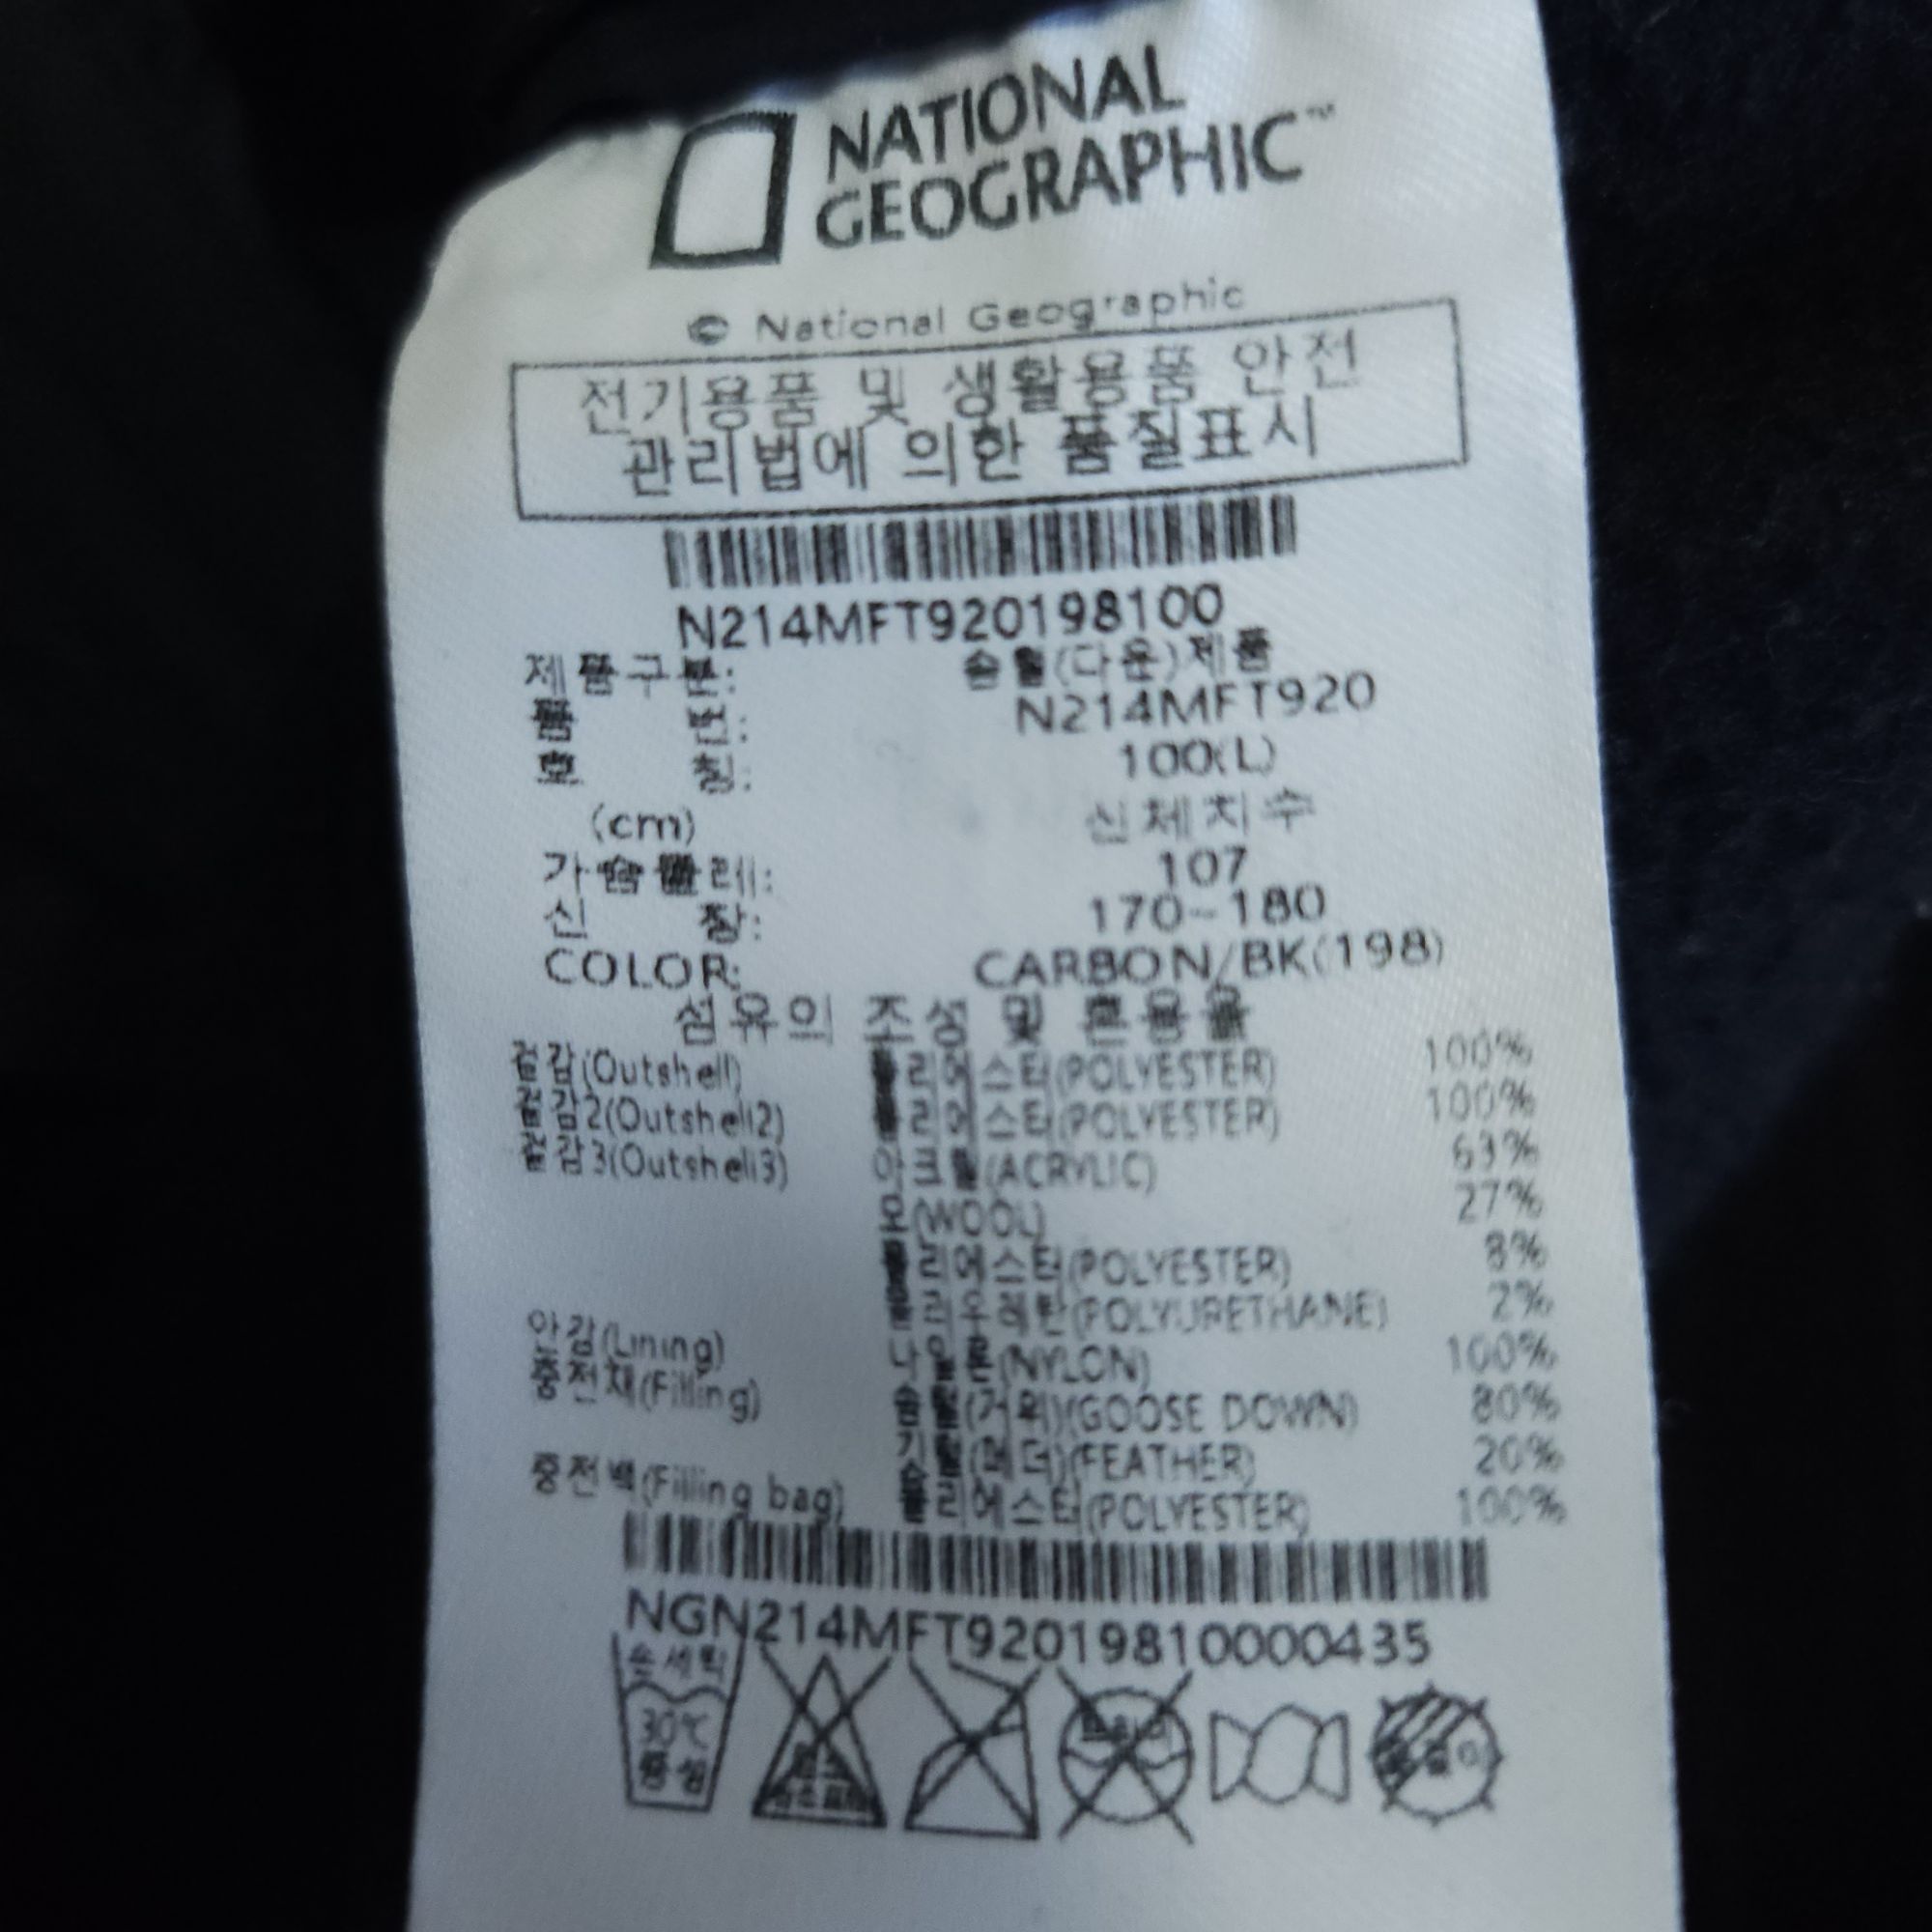 NATIONAL
GEOGRAPHIC™
© National Geographic
전기용품 및 생활용품 안전
관리법에 의한 품질표시
N214MFT920198100
제품구분: 솜털(다운)제품
품 번: N214MFT920
호 칭: 100(L)
(cm) 신체치수
가슴둘레: 107
신 장: 170~180
COLOR: CARBON/BK(198)
섬유의 조성 및 혼용율
겉감(Outshell) 폴리에스터(POLYESTER) 100%
겉감2(Outshell2) 폴리에스터(POLYESTER) 100%
겉감3(Outshell3) 아크릴(ACRYLIC) 63%
모(WOOL) 27%
폴리에스터(POLYESTER) 8%
폴리우레탄(POLYURETHANE) 2%
안감(Lining) 나일론(NYLON) 100%
충전재(Filling) 솜털(거위)(GOOSE DOWN) 80%
기털(페더)(FEATHER) 20%
충전백(Filling bag) 폴리에스터(POLYESTER) 100%
NGN214MFT92019810000435
손세탁
30℃
중성